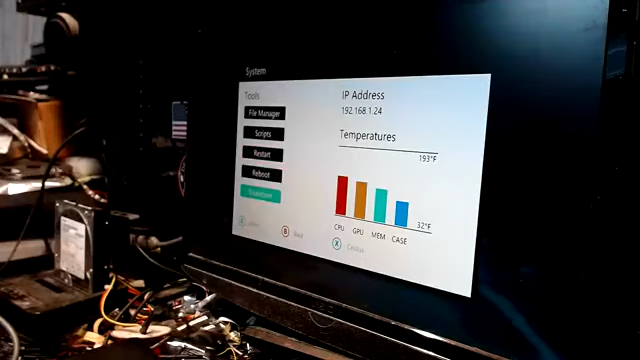 System
Tools
File Manager
Scripts
Restart
Reboot
IP Address
192.168.1.24
Temperatures
193°F
32°F
CPU GPU MEM CASE
B Back
X Celsius